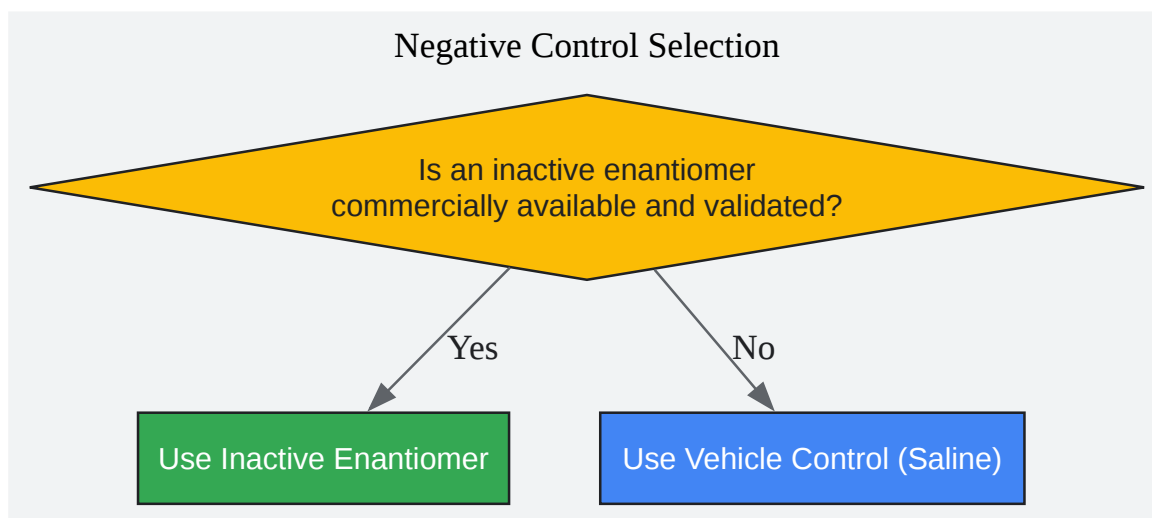 Negative Control Selection
Is an inactive enantiomer
commercially available and validated?
Yes
No
Use Inactive Enantiomer
Use Vehicle Control (Saline)